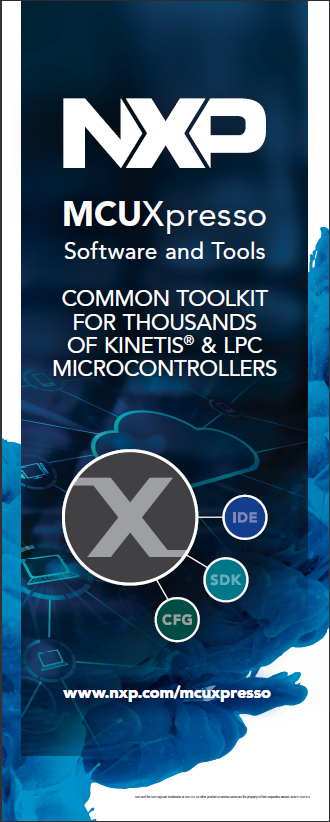 NXP
MCUXpresso
Software and Tools
COMMON TOOLKIT
FOR THOUSANDS
OF KINETIS® & LPC
MICROCONTROLLERS
X
IDE
SDK
CFG
www.nxp.com/mcuxpresso